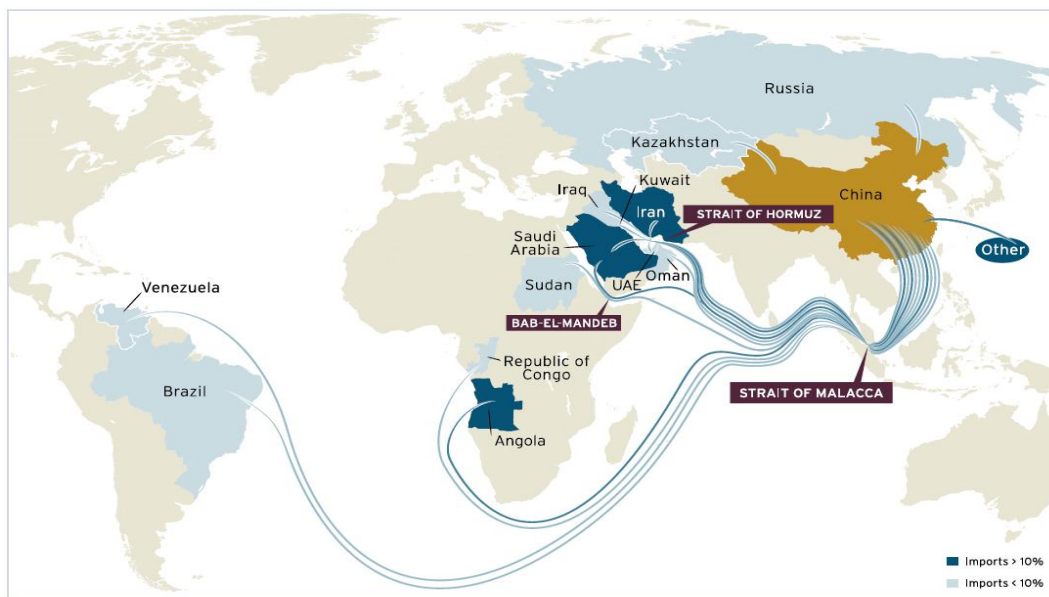 Russia
Kazakhstan
China
Kuwait
Iraq
Iran
STRAIT OF HORMUZ
Saudi
Arabia
Other
Oman
UAE
Sudan
Venezuela
BAB-EL-MANDEB
Republic of
Congo
Brazil
STRAIT OF MALACCA
Angola
Imports > 10%
Imports < 10%